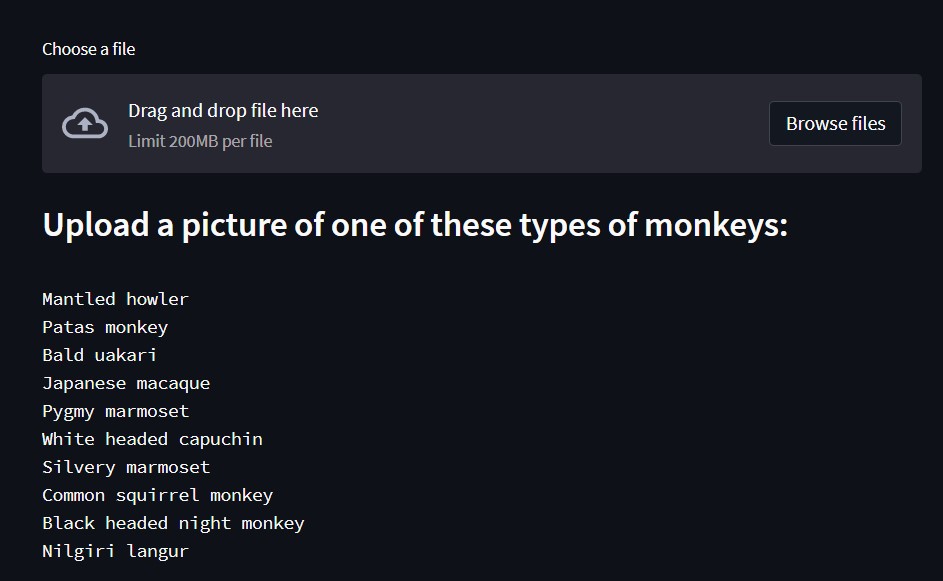 Choose a file
Drag and drop file here
Limit 200MB per file
Browse files
Upload a picture of one of these types of monkeys:
Mantled howler
Patas monkey
Bald uakari
Japanese macaque
Pygmy marmoset
White headed capuchin
Silvery marmoset
Common squirrel monkey
Black headed night monkey
Nilgiri langur